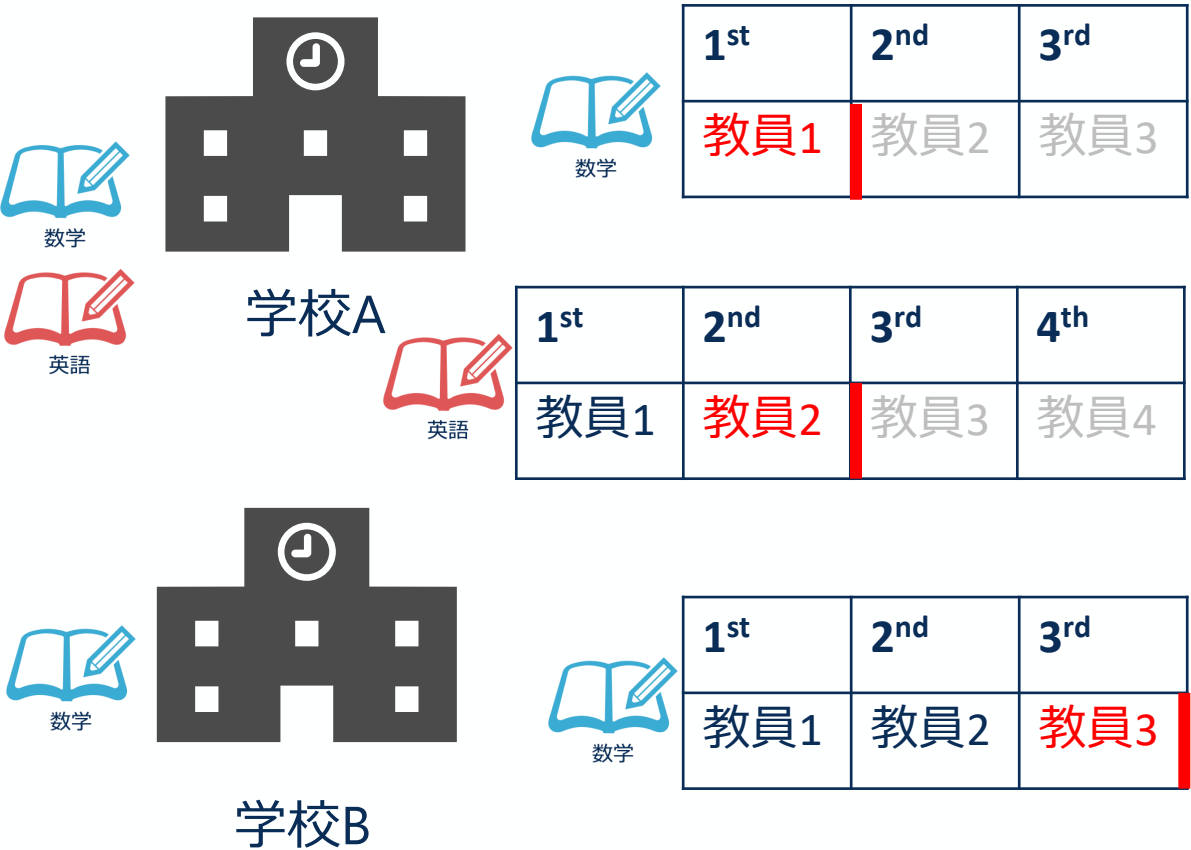 数学
英語
学校A
数学
1st 2nd 3rd
教員1 教員2 教員3
英語
1st 2nd 3rd 4th
教員1 教員2 教員3 教員4
数学
学校B
数学
1st 2nd 3rd
教員1 教員2 教員3